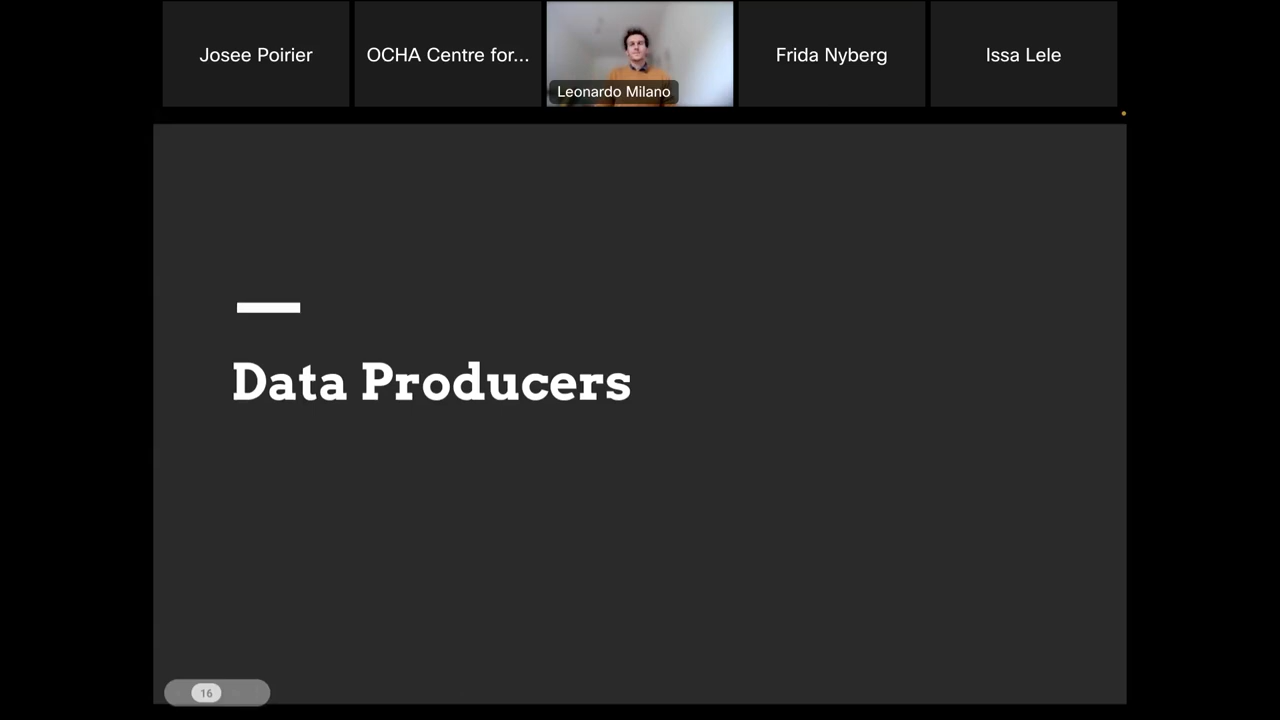 Josee Poirier
OCHA Centre for...
Leonardo Milano
Frida Nyberg
Issa Lele
Data Producers
16